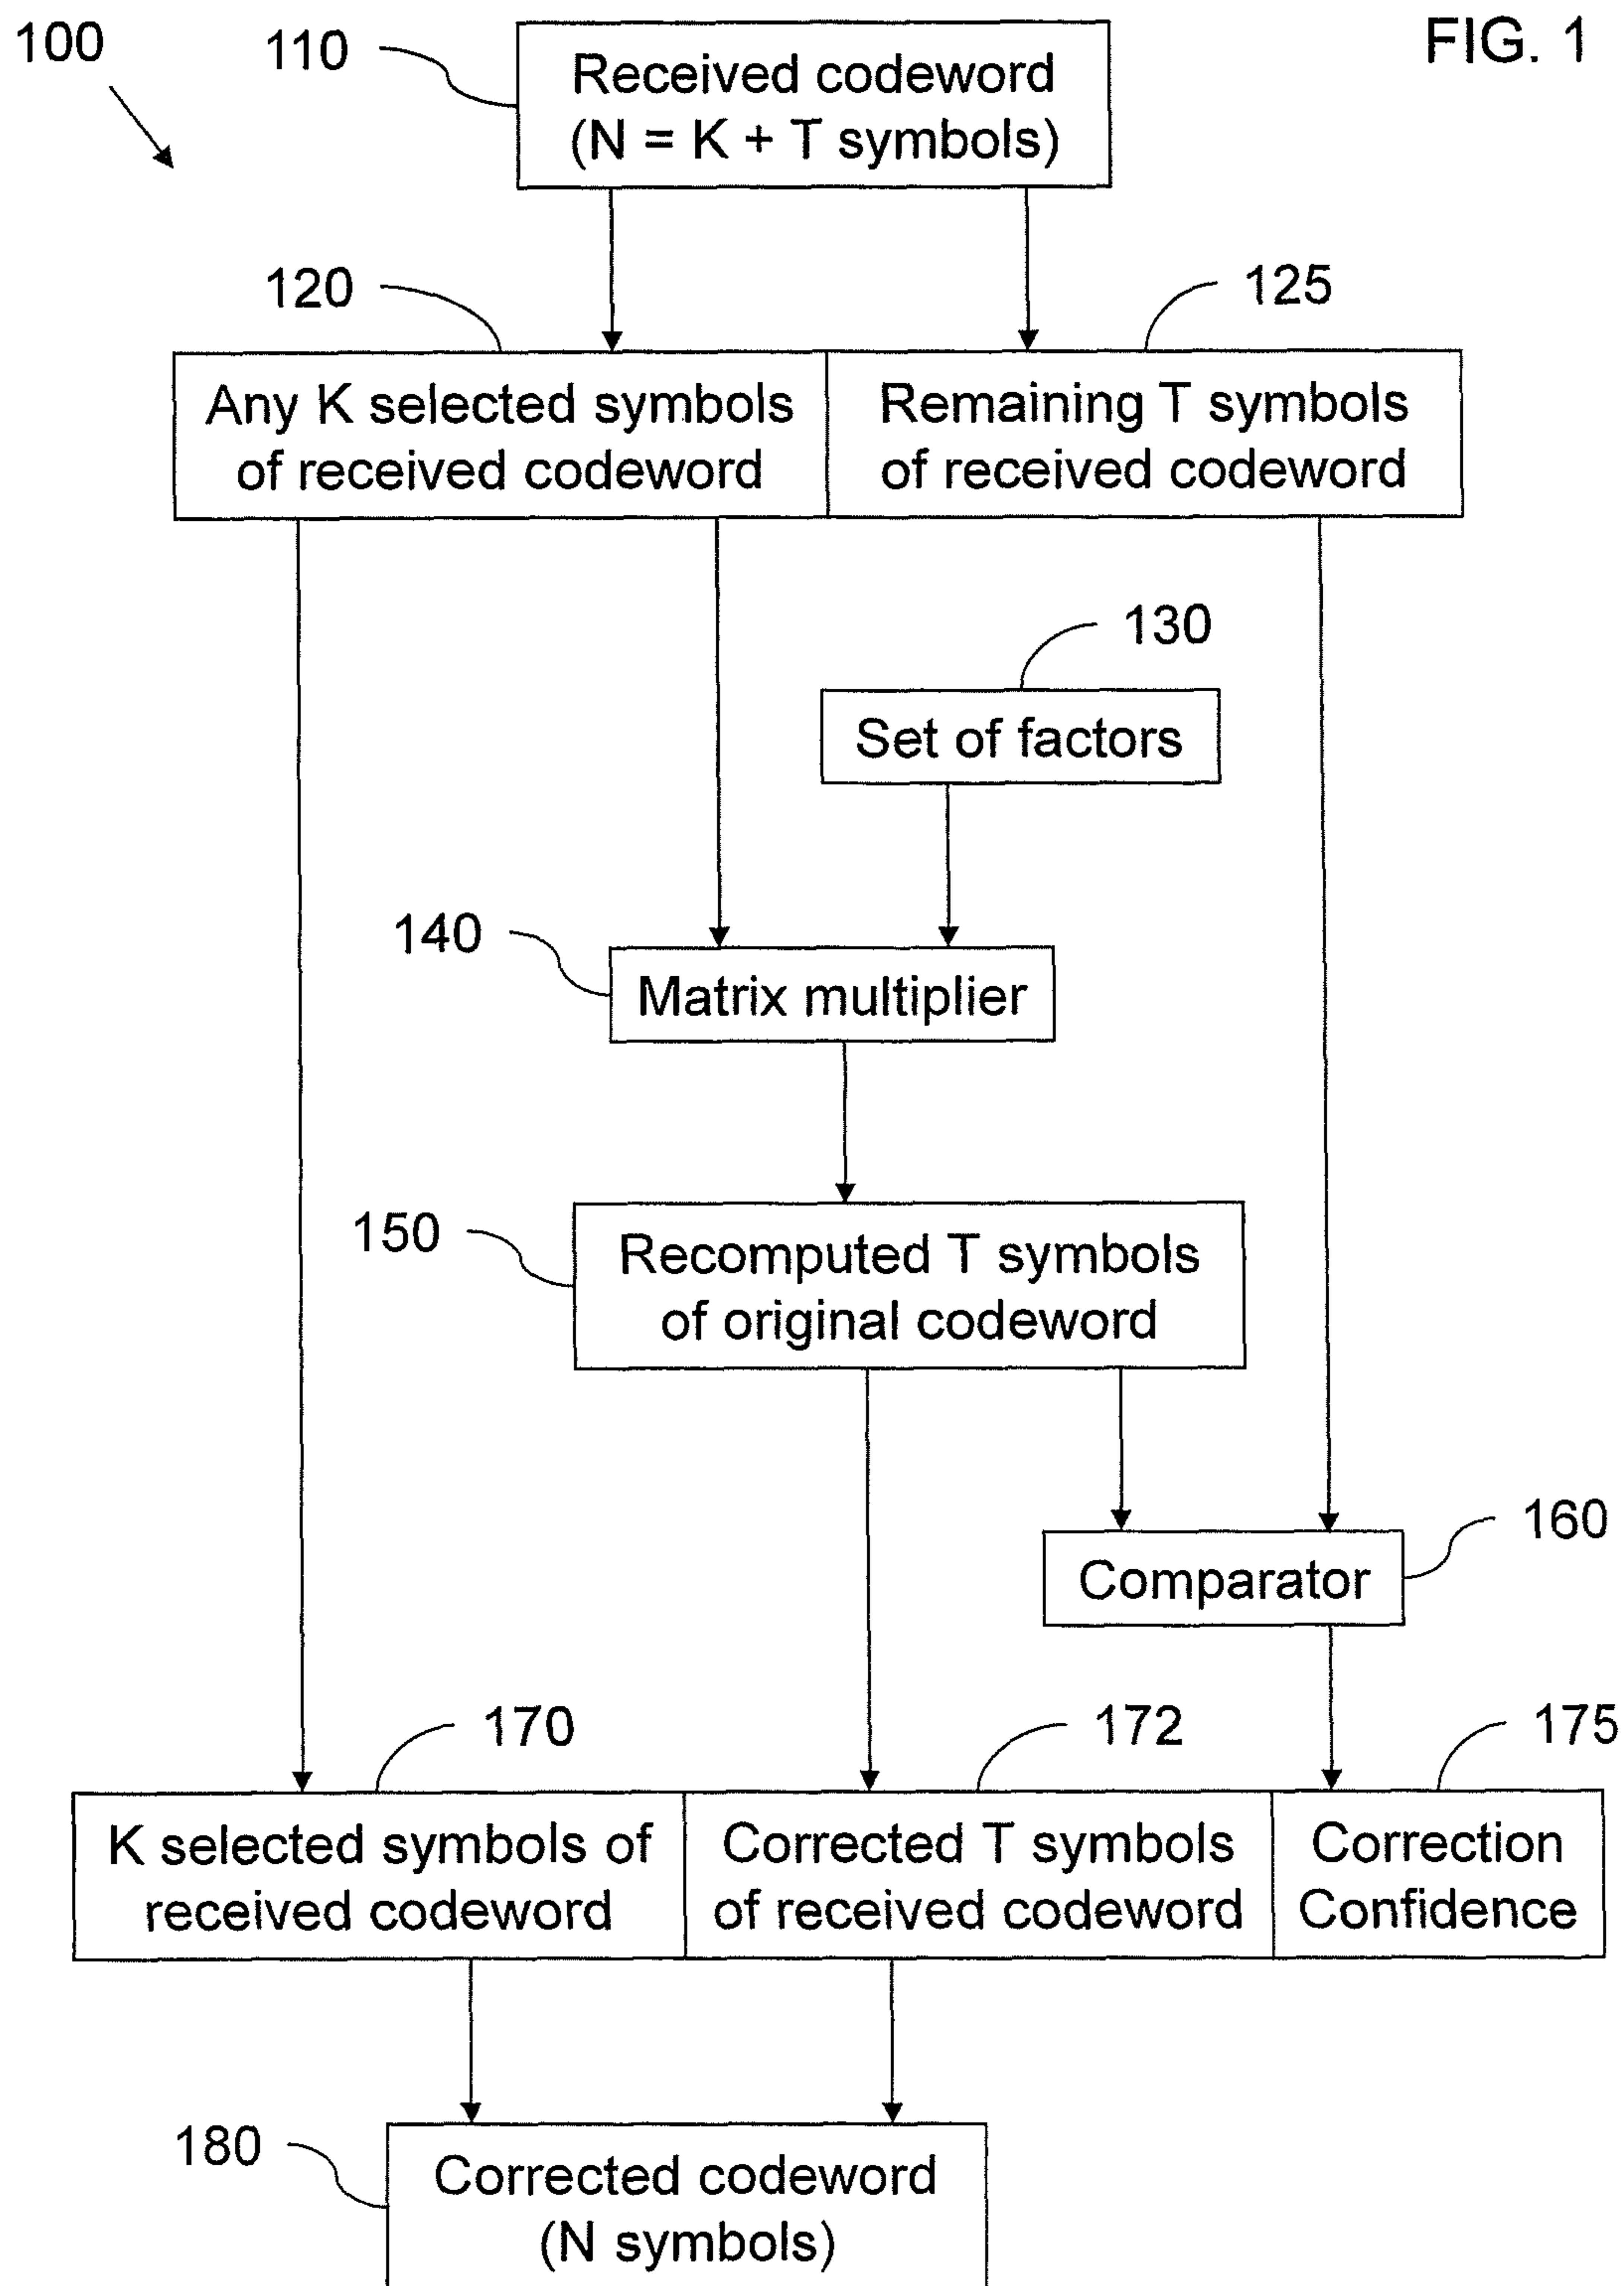 100
110
Received codeword
(N = K + T symbols)
FIG. 1
120
125
Any K selected symbols
of received codeword
Remaining T symbols
of received codeword
130
Set of factors
140
Matrix multiplier
150
Recomputed T symbols
of original codeword
160
Comparator
170
172
175
K selected symbols of
received codeword
Corrected T symbols
of received codeword
Correction
Confidence
180
Corrected codeword
(N symbols)